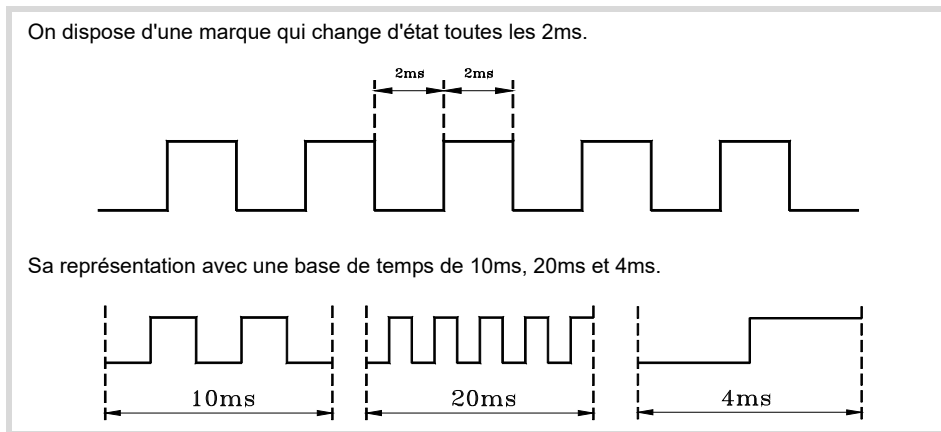 On dispose d'une marque qui change d'état toutes les 2ms.
2ms 2ms
Sa représentation avec une base de temps de 10ms, 20ms et 4ms.
10ms 20ms 4ms